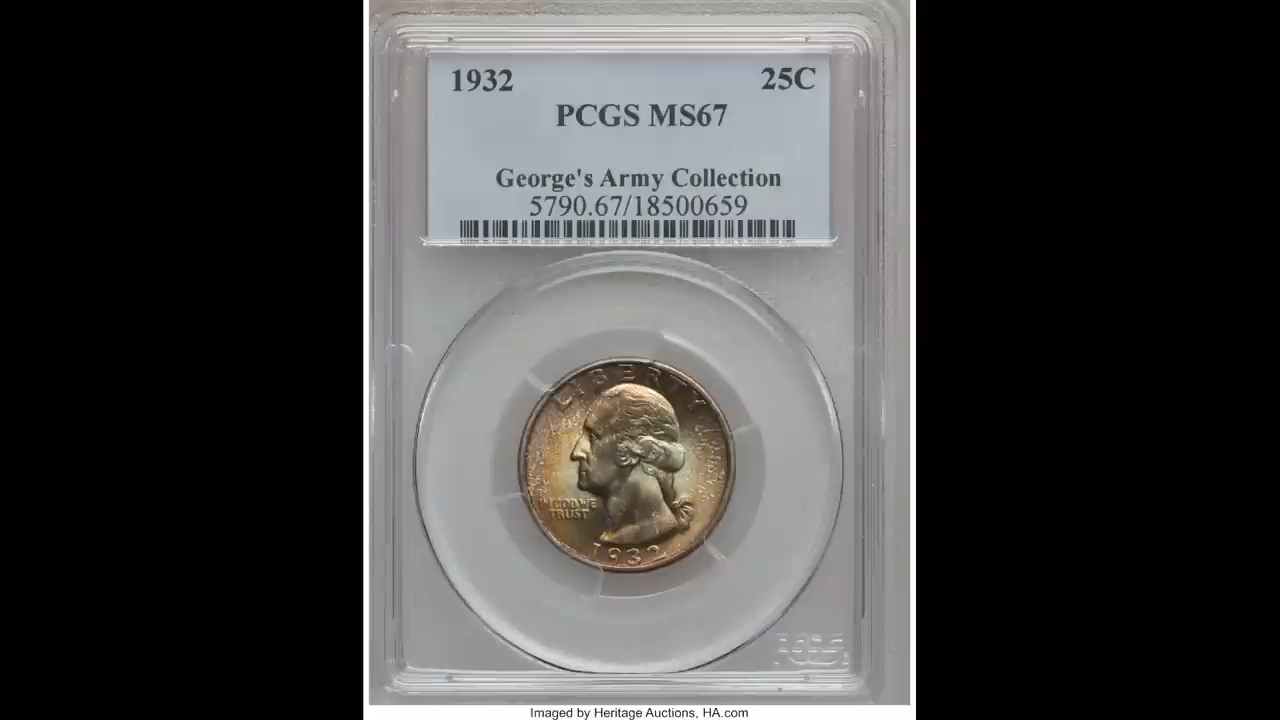 1932 25C
PCGS MS67
George's Army Collection
5790.67/18500659
LIBERTY
IN GOD WE
TRUST
1932
PCGS
Imaged by Heritage Auctions, HA.com